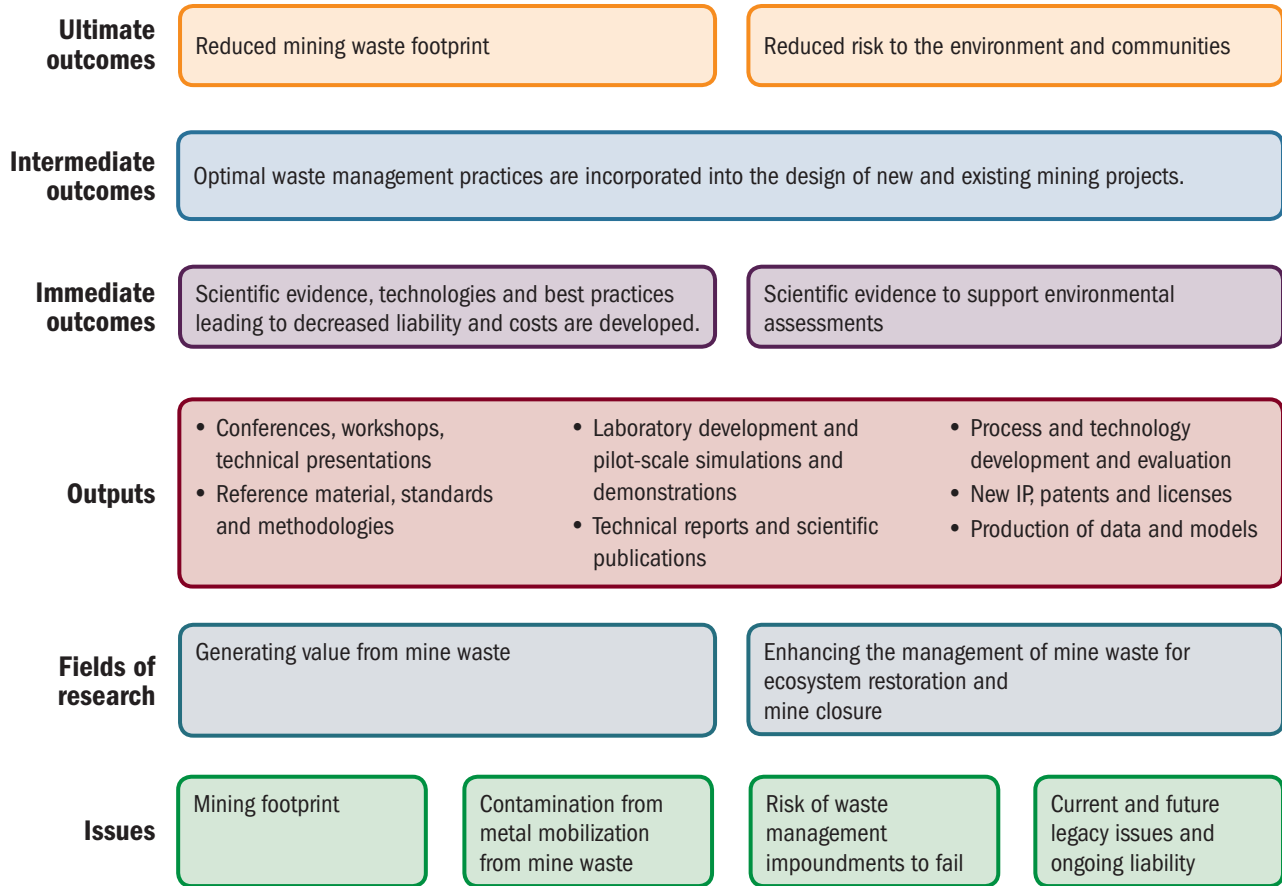 Ultimate
outcomes
Reduced mining waste footprint
Reduced risk to the environment and communities
Intermediate
outcomes
Optimal waste management practices are incorporated into the design of new and existing mining projects.
Immediate
outcomes
Scientific evidence, technologies and best practices
leading to decreased liability and costs are developed.
Scientific evidence to support environmental
assessments
Outputs
• Conferences, workshops,
technical presentations
• Reference material, standards
and methodologies
• Laboratory development and
pilot-scale simulations and
demonstrations
• Technical reports and scientific
publications
• Process and technology
development and evaluation
• New IP, patents and licenses
• Production of data and models
Fields of
research
Generating value from mine waste
Enhancing the management of mine waste for
ecosystem restoration and
mine closure
Issues
Mining footprint
Contamination from
metal mobilization
from mine waste
Risk of waste
management
impoundments to fail
Current and future
legacy issues and
ongoing liability